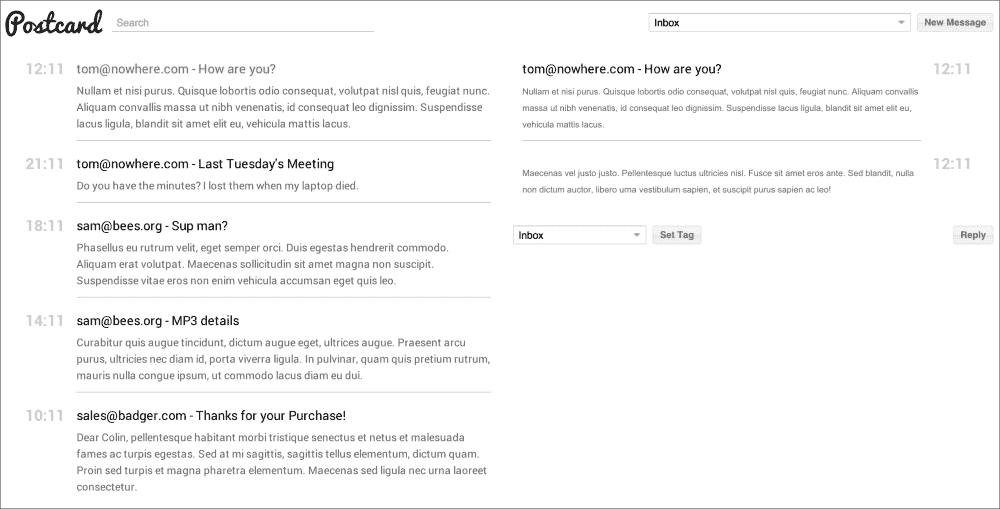 Postcard
Search
Inbox
New Message
12:11
tom@nowhere.com - How are you?
Nullam et nisi purus. Quisque lobortis odio consequat, volutpat nisl quis, feugiat nunc.
Aliquam convallis massa ut nibh venenatis, id consequat leo dignissim. Suspendisse
lacus ligula, blandit sit amet elit eu, vehicula mattis lacus.
21:11
tom@nowhere.com - Last Tuesday's Meeting
Do you have the minutes? I lost them when my laptop died.
18:11
sam@bees.org - Sup man?
Phasellus eu rutrum velit, eget semper orci. Duis egestas hendrerit commodo.
Aliquam erat volutpat. Maecenas sollicitudin sit amet magna non suscipit.
Suspendisse vitae eros non enim vehicula accumsan eget quis leo.
14:11
sam@bees.org - MP3 details
Curabitur quis augue tincidunt, dictum augue eget, ultrices augue. Praesent arcu
purus, ultricies nec diam id, porta viverra ligula. In pulvinar, quam quis pretium rutrum,
mauris nulla congue ipsum, ut commodo lacus diam eu dui.
10:11
sales@badger.com - Thanks for your Purchase!
Dear Colin, pellentesque habitant morbi tristique senectus et netus et malesuada
fames ac turpis egestas. Sed at mi sagittis, sagittis tellus elementum, dictum quam.
Proin sed turpis et magna pharetra elementum. Maecenas sed ligula nec urna laoreet
consectetur.
tom@nowhere.com - How are you?
12:11
Nullam et nisi purus. Quisque lobortis odio consequat, volutpat nisl quis, feugiat nunc. Aliquam convallis
massa ut nibh venenatis, id consequat leo dignissim. Suspendisse lacus ligula, blandit sit amet elit eu,
vehicula mattis lacus.
12:11
Maecenas vel justo justo. Pellentesque luctus ultricies nisl. Fusce sit amet eros ante. Sed blandit, nulla
non dictum auctor, libero urna vestibulum sapien, et suscipit purus sapien ac leo!
Inbox
Set Tag
Reply